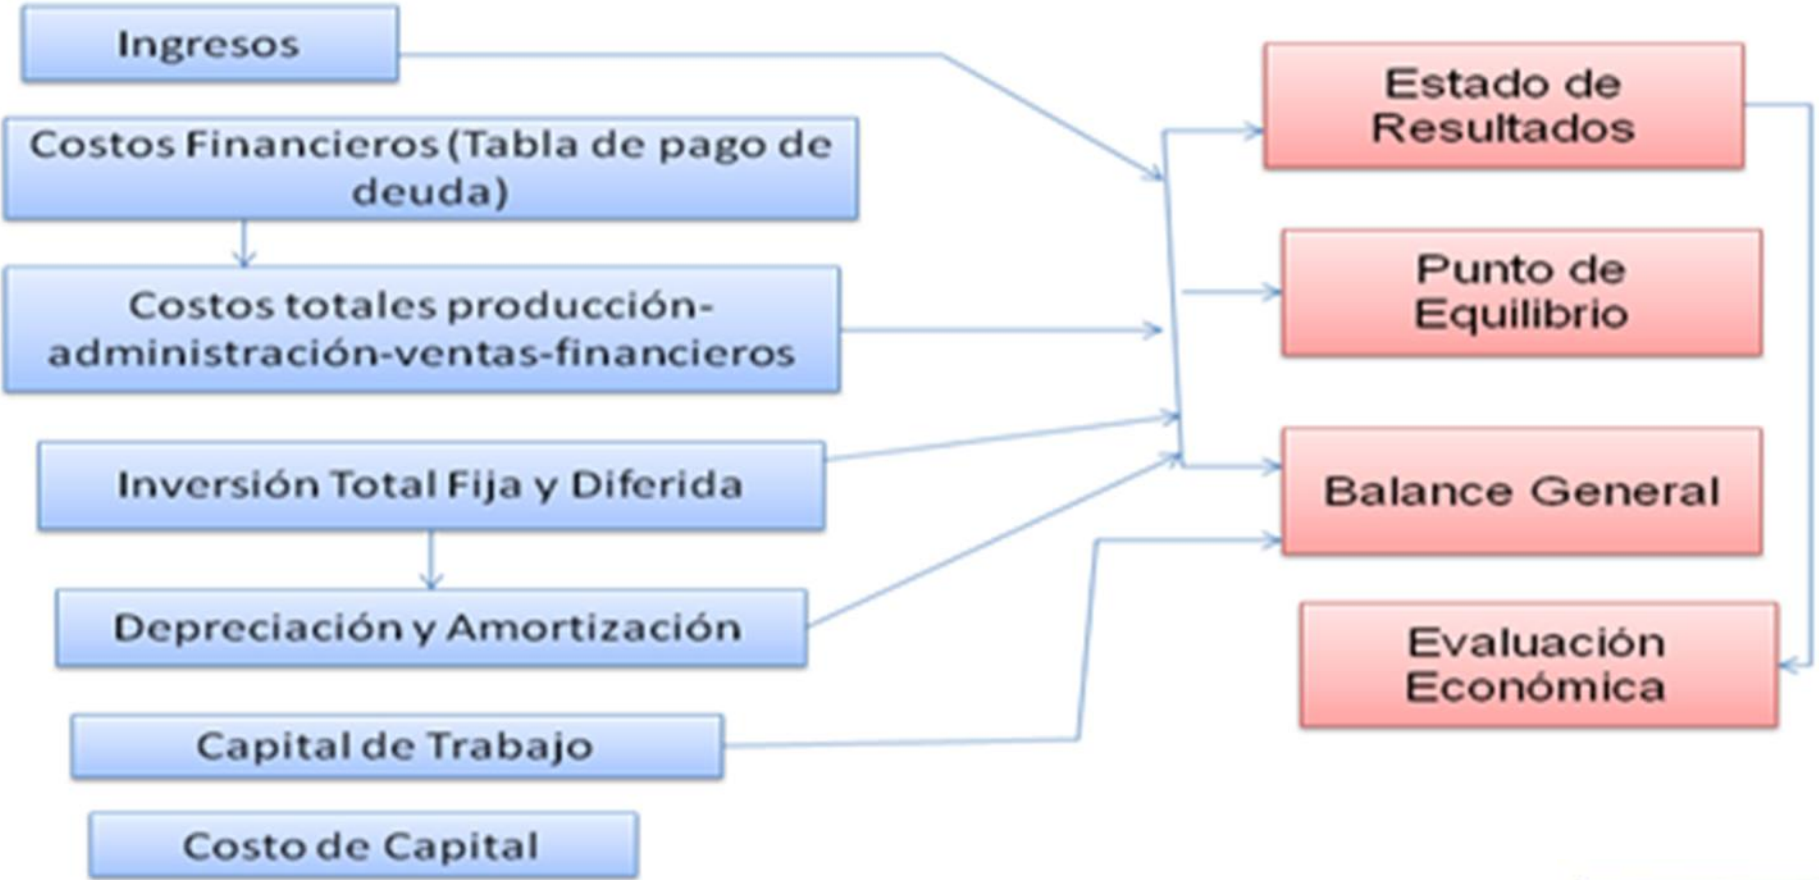 Ingresos
Costos Financieros (Tabla de pago de
deuda)
Costos totales producción-
administración-ventas-financieros
Inversión Total Fija y Diferida
Depreciación y Amortización
Capital de Trabajo
Costo de Capital
Estado de
Resultados
Punto de
Equilibrio
Balance General
Evaluación
Económica